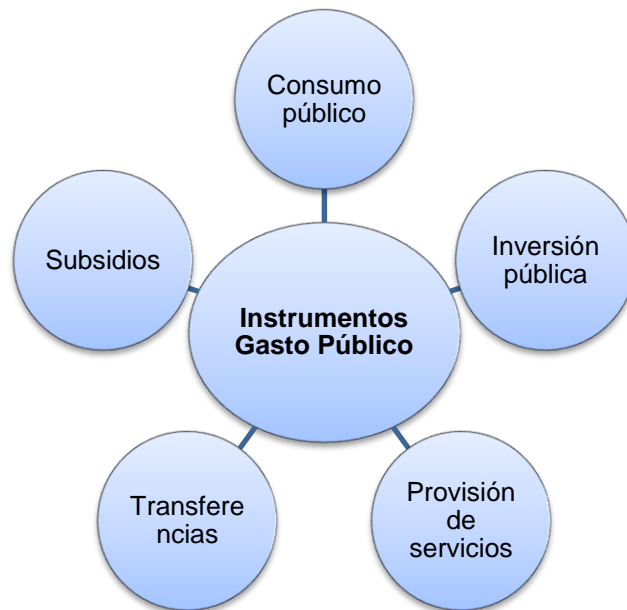 Consumo
público
Subsidios
Inversión
pública
Instrumentos
Gasto Público
Transfere
ncias
Provisión
de
servicios